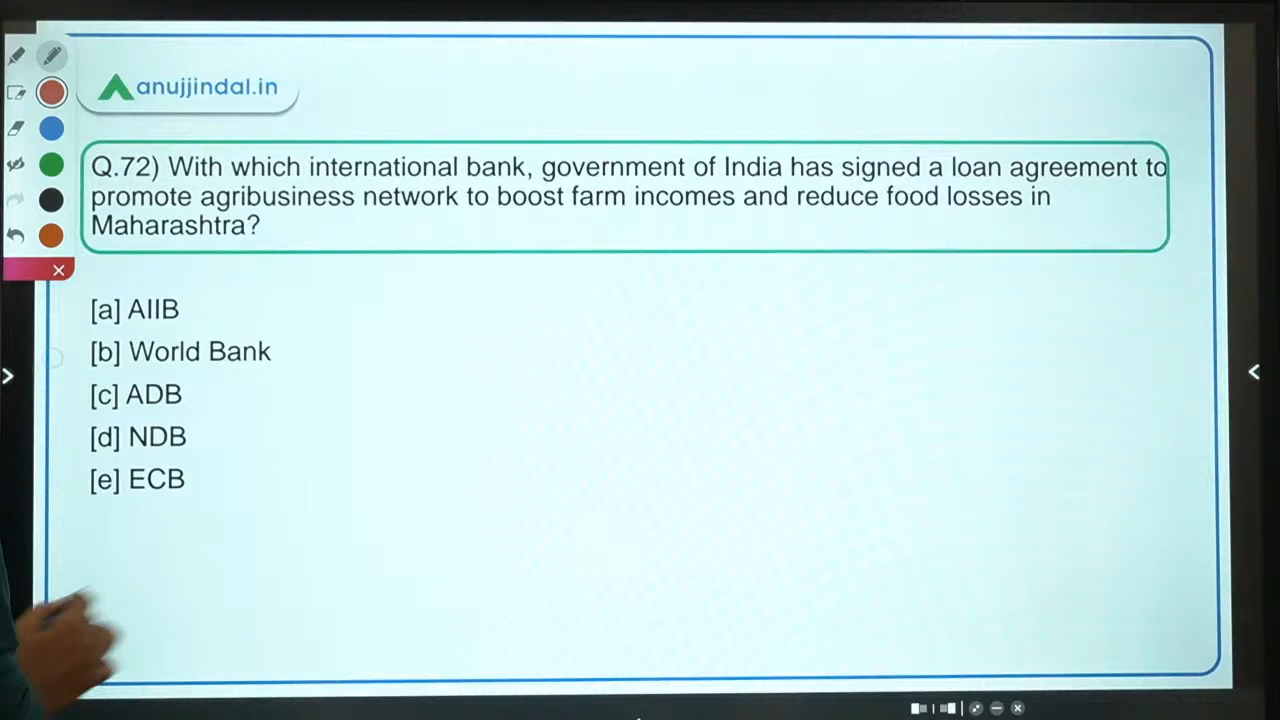 anujjindal.in
Q.72) With which international bank, government of India has signed a loan agreement to
promote agribusiness network to boost farm incomes and reduce food losses in
Maharashtra?
[a] AIIB
[b] World Bank
[c] ADB
[d] NDB
[e] ECB